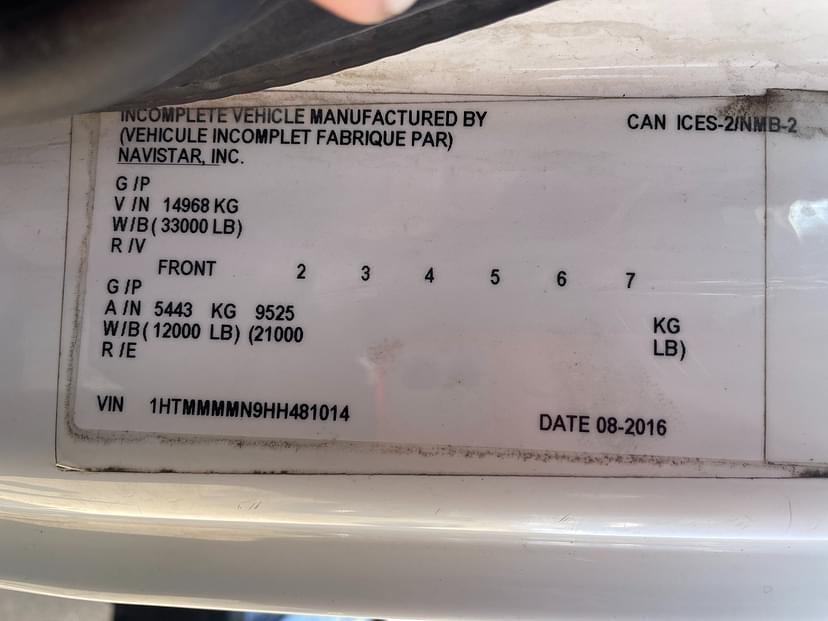 INCOMPLETE VEHICLE MANUFACTURED BY
(VEHICULE INCOMPLET FABRIQUE PAR)
NAVISTAR, INC.
CAN ICES-2/NMB-2
G /P
V /N 14968 KG
W/B ( 33000 LB)
R /V
FRONT 2 3 4 5 6 7
G /P
A /N 5443 KG 9525 KG
W/B( 12000 LB) (21000 LB)
R /E
VIN 1HTMMMMN9HH481014
DATE 08-2016